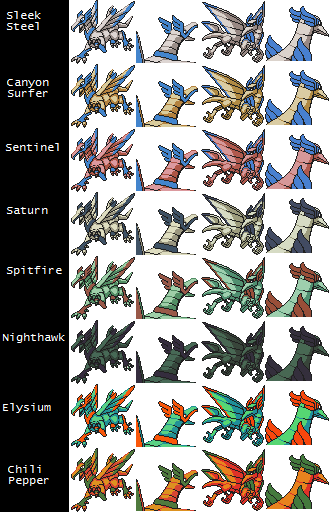 Sleek
Steel
Canyon
Surfer
Sentinel
Saturn
Spitfire
Nighthawk
Elysium
Chili
Pepper